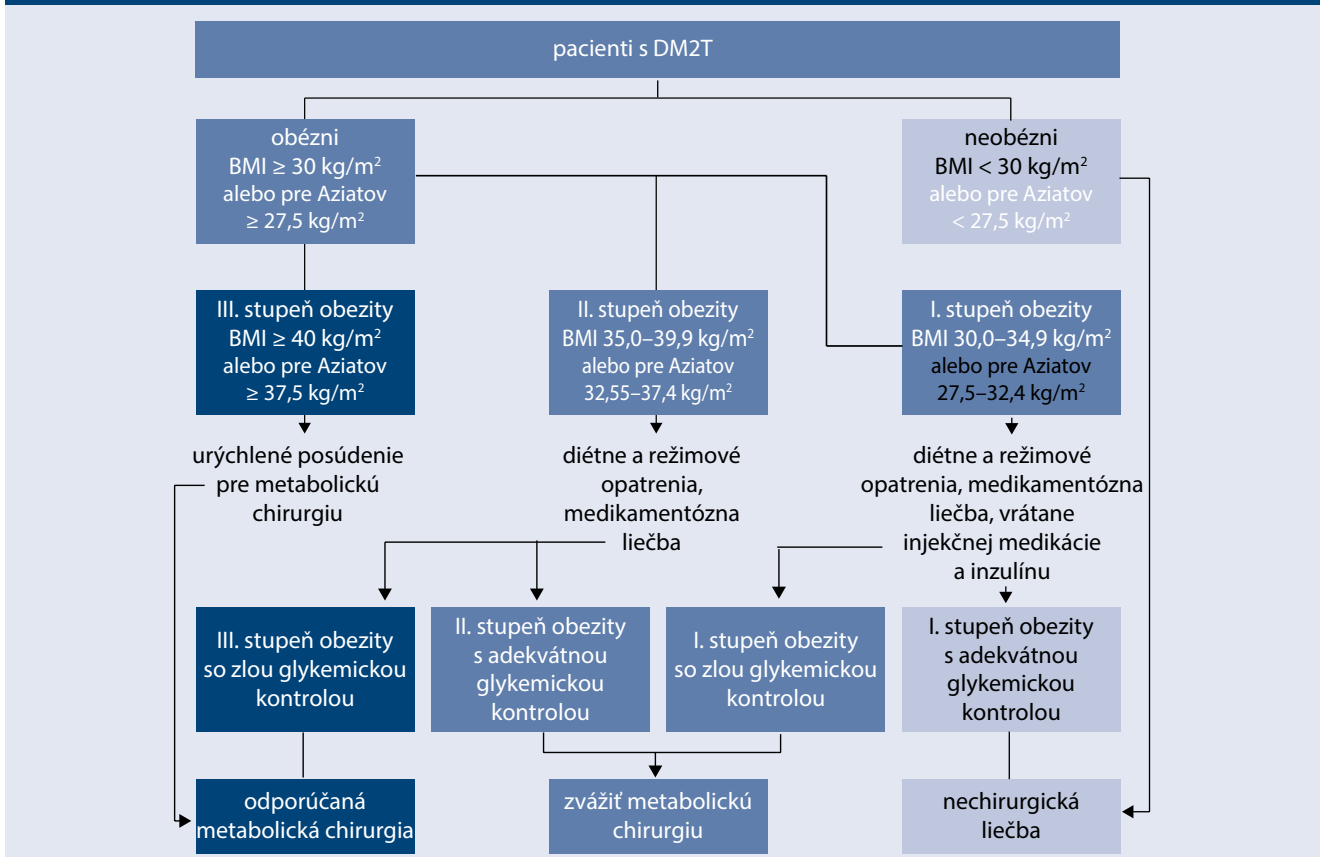 pacienti s DM2T
obézni
BMI ≥ 30 kg/m²
alebo pre Aziatov
≥ 27,5 kg/m²
neobézni
BMI < 30 kg/m²
alebo pre Aziatov
< 27,5 kg/m²
III. stupeň obezity
BMI ≥ 40 kg/m²
alebo pre Aziatov
≥ 37,5 kg/m²
II. stupeň obezity
BMI 35,0–39,9 kg/m²
alebo pre Aziatov
32,55–37,4 kg/m²
I. stupeň obezity
BMI 30,0–34,9 kg/m²
alebo pre Aziatov
27,5–32,4 kg/m²
urýchlené posúdenie
pre metabolickú
chirurgiu
diétne a režimové
opatrenia,
medikamentózna
liečba
diétne a režimové
opatrenia, medikamentózna
liečba, vrátane
injekčnej medikácie
a inzulínu
III. stupeň obezity
so zlou glykemickou
kontrolou
II. stupeň obezity
s adekvátnou
glykemickou
kontrolou
I. stupeň obezity
so zlou glykemickou
kontrolou
I. stupeň obezity
s adekvátnou
glykemickou
kontrolou
odporúčaná
metabolická chirurgia
zvážiť metabolickú
chirurgiu
nechirurgická
liečba